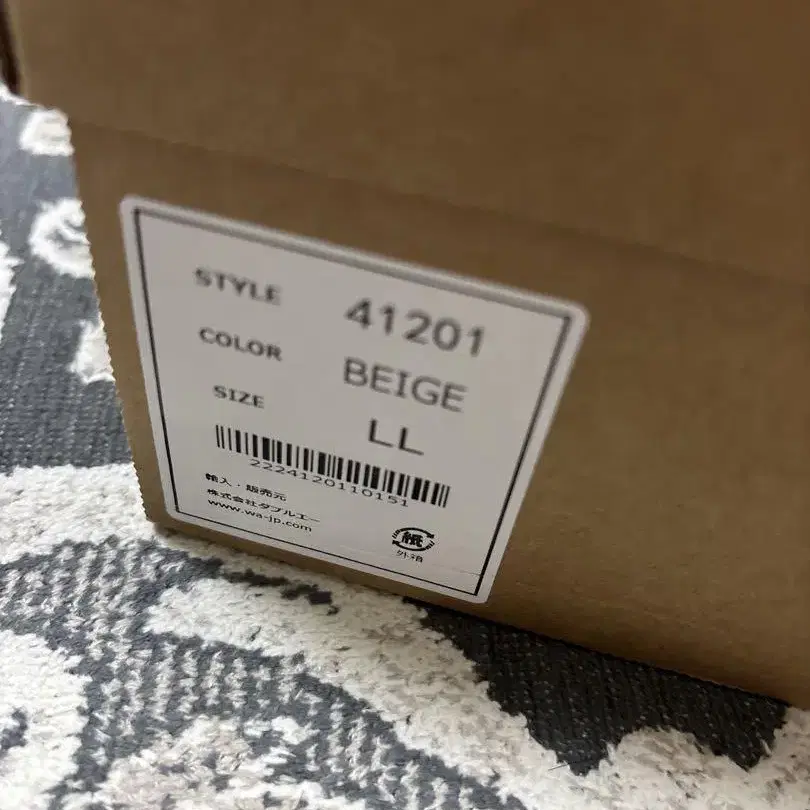 STYLE 41201
COLOR BEIGE
SIZE LL
2224120110151
輸入・販売元
株式会社ダブルエー
www.wa-jp.com
紙
外箱